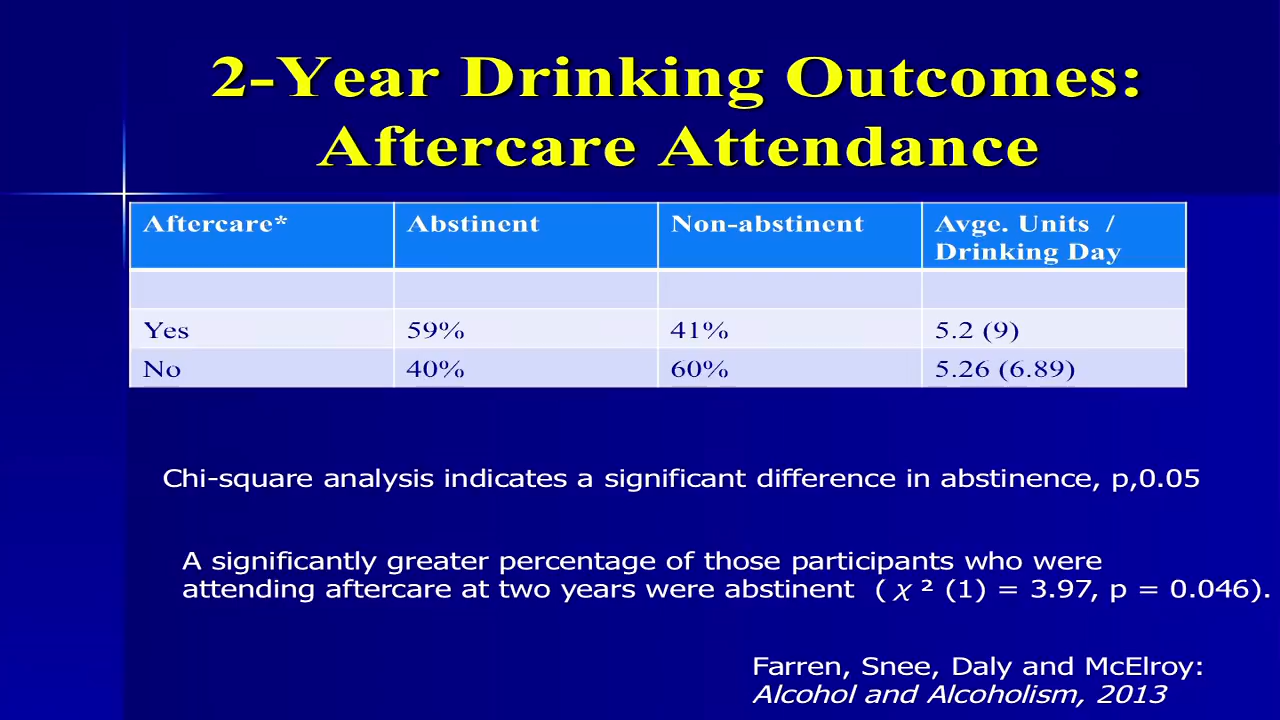 2-Year Drinking Outcomes:
Aftercare Attendance
Aftercare* Abstinent Non-abstinent Avge. Units /
Drinking Day
Yes 59% 41% 5.2 (9)
No 40% 60% 5.26 (6.89)
Chi-square analysis indicates a significant difference in abstinence, p,0.05
A significantly greater percentage of those participants who were
attending aftercare at two years were abstinent ( χ ² (1) = 3.97, p = 0.046).
Farren, Snee, Daly and McElroy:
Alcohol and Alcoholism, 2013